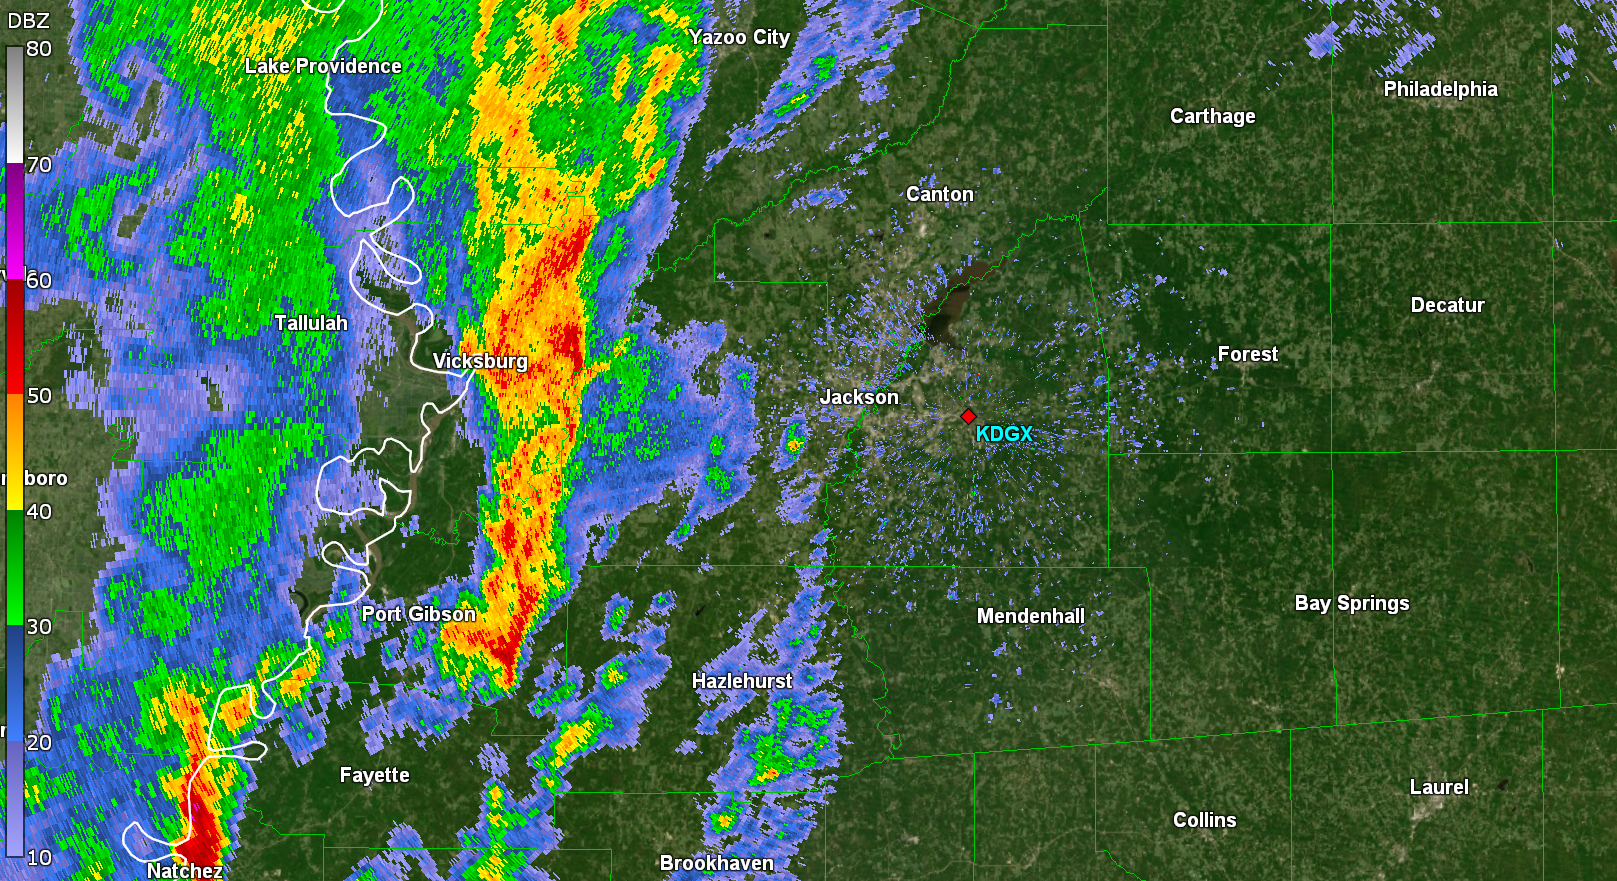 DBZ
80
70
60
50
40
30
20
10
Yazoo City
Lake Providence
Philadelphia
Carthage
Canton
Decatur
Tallulah
Forest
Vicksburg
Jackson
KDGX
boro
Bay Springs
Port Gibson
Mendenhall
Hazlehurst
Fayette
Laurel
Collins
Brookhaven
Natchez